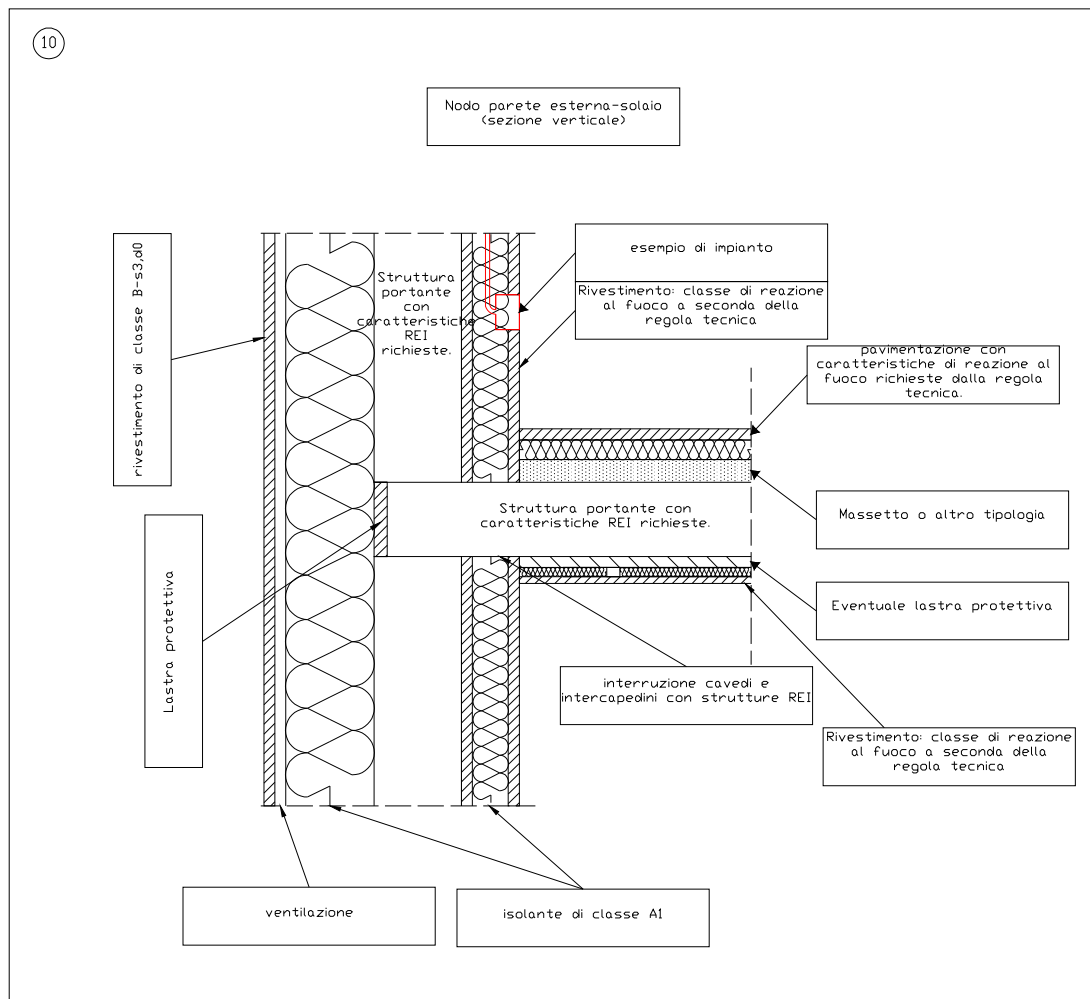 10
Nodo parete esterna-solaio
(sezione verticale)
rivestimento di classe B-s3,d0
Struttura
portante
con
caratteristiche
REI
richieste.
esempio di impianto
Rivestimento: classe di reazione
al fuoco a seconda della
regola tecnica
pavimentazione con
caratteristiche di reazione al
fuoco richieste dalla regola
tecnica.
Struttura portante con
caratteristiche REI richieste.
Massetto o altro tipologia
Lastra protettiva
Eventuale lastra protettiva
interruzione cavedi e
intercapedini con strutture REI
Rivestimento: classe di reazione
al fuoco a seconda della
regola tecnica
ventilazione
isolante di classe A1